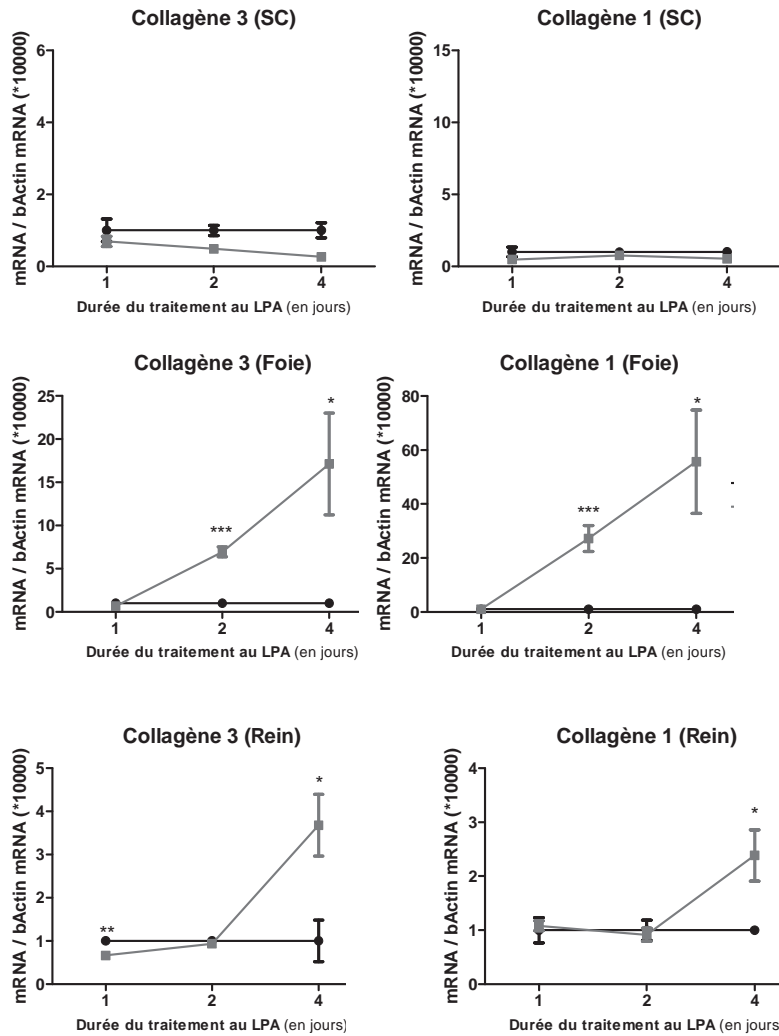 Collagène 3 (SC)
mRNA / bActin mRNA (*10000)
6
4
2
0
1 2 4
Durée du traitement au LPA (en jours)
Collagène 1 (SC)
mRNA / bActin mRNA (*10000)
15
10
5
0
1 2 4
Durée du traitement au LPA (en jours)
Collagène 3 (Foie)
mRNA / bActin mRNA (*10000)
25
20
15
10
5
0
***
*
1 2 4
Durée du traitement au LPA (en jours)
Collagène 1 (Foie)
mRNA / bActin mRNA (*10000)
80
60
40
20
0
***
*
1 2 4
Durée du traitement au LPA (en jours)
Collagène 3 (Rein)
mRNA / bActin mRNA (*10000)
5
4
3
2
1
0
**
*
1 2 4
Durée du traitement au LPA (en jours)
Collagène 1 (Rein)
mRNA / bActin mRNA (*10000)
4
3
2
1
0
*
1 2 4
Durée du traitement au LPA (en jours